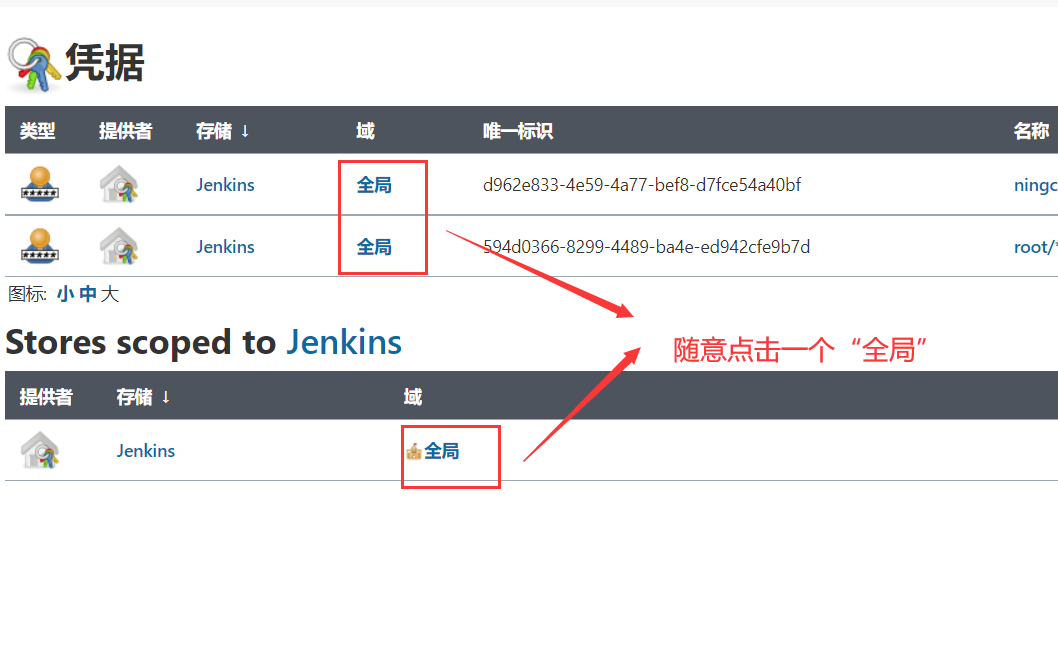 凭据
类型 提供者 存储 ↓ 域 唯一标识 名称
Jenkins 全局 d962e833-4e59-4a77-bef8-d7fce54a40bf ningc
Jenkins 全局 594d0366-8299-4489-ba4e-ed942cfe9b7d root/*
图标: 小 中 大
Stores scoped to Jenkins
随意点击一个“全局”
提供者 存储 ↓ 域
Jenkins 全局